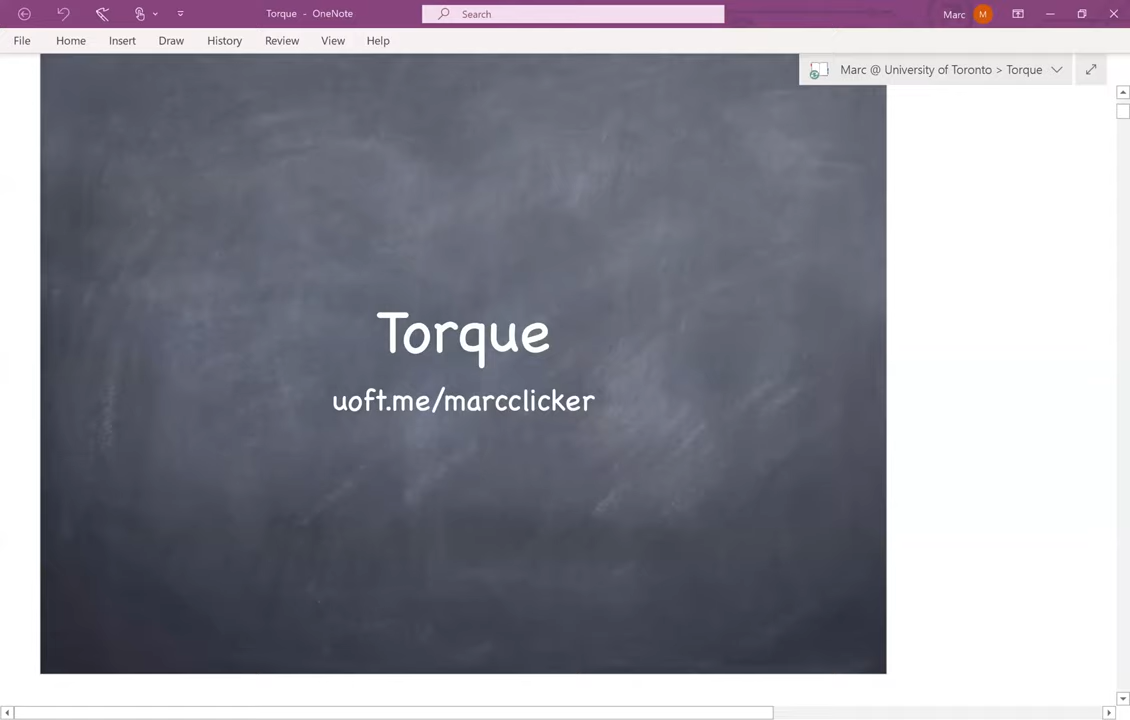 Torque - OneNote
Search
Marc
M
File Home Insert Draw History Review View Help
Marc @ University of Toronto > Torque
Torque
uoft.me/marcclicker